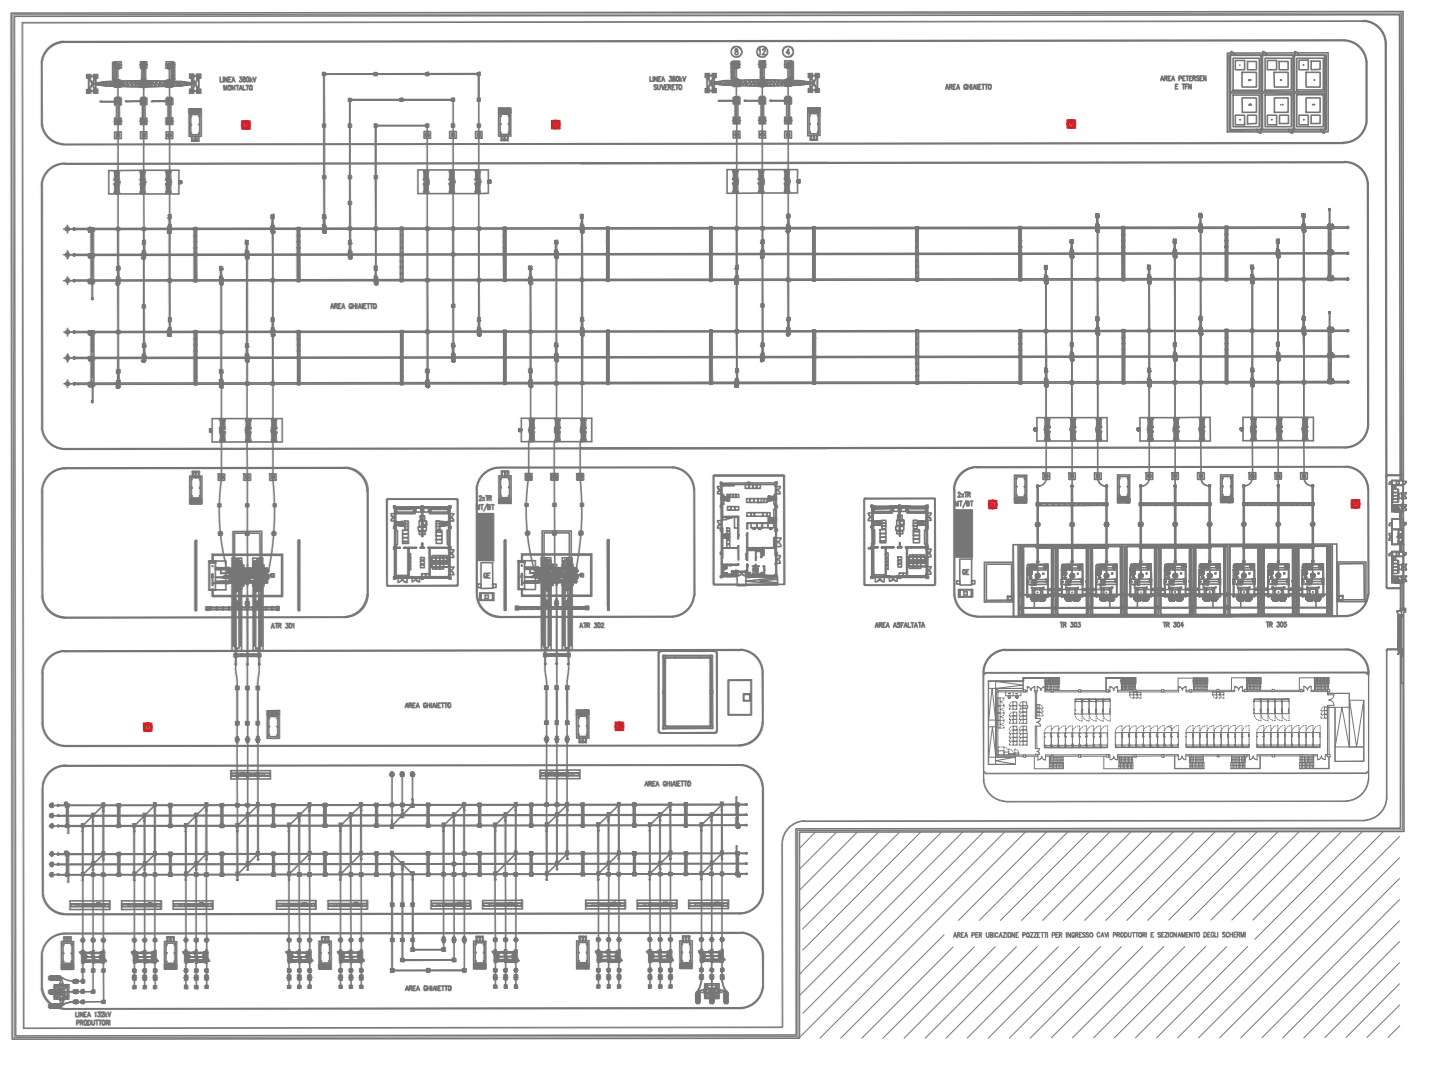 LINEA 380kV
MONTALTO
LINEA 380kV
SUVERETO
8
12
4
AREA GHIAIETTO
AREA PETERSEN
E TFN
AREA GHIAIETTO
2xTR
MT/BT
GE
2xTR
MT/BT
GE
ATR 301
ATR 302
AREA ASFALTATA
TR 303
TR 304
TR 305
AREA GHIAIETTO
AREA GHIAIETTO
AREA PER UBICAZIONE POZZETTI PER INGRESSO CAVI PRODUTTORI E SEZIONAMENTO DEGLI SCHERMI
AREA GHIAIETTO
LINEA 132kV
PRODUTTORI